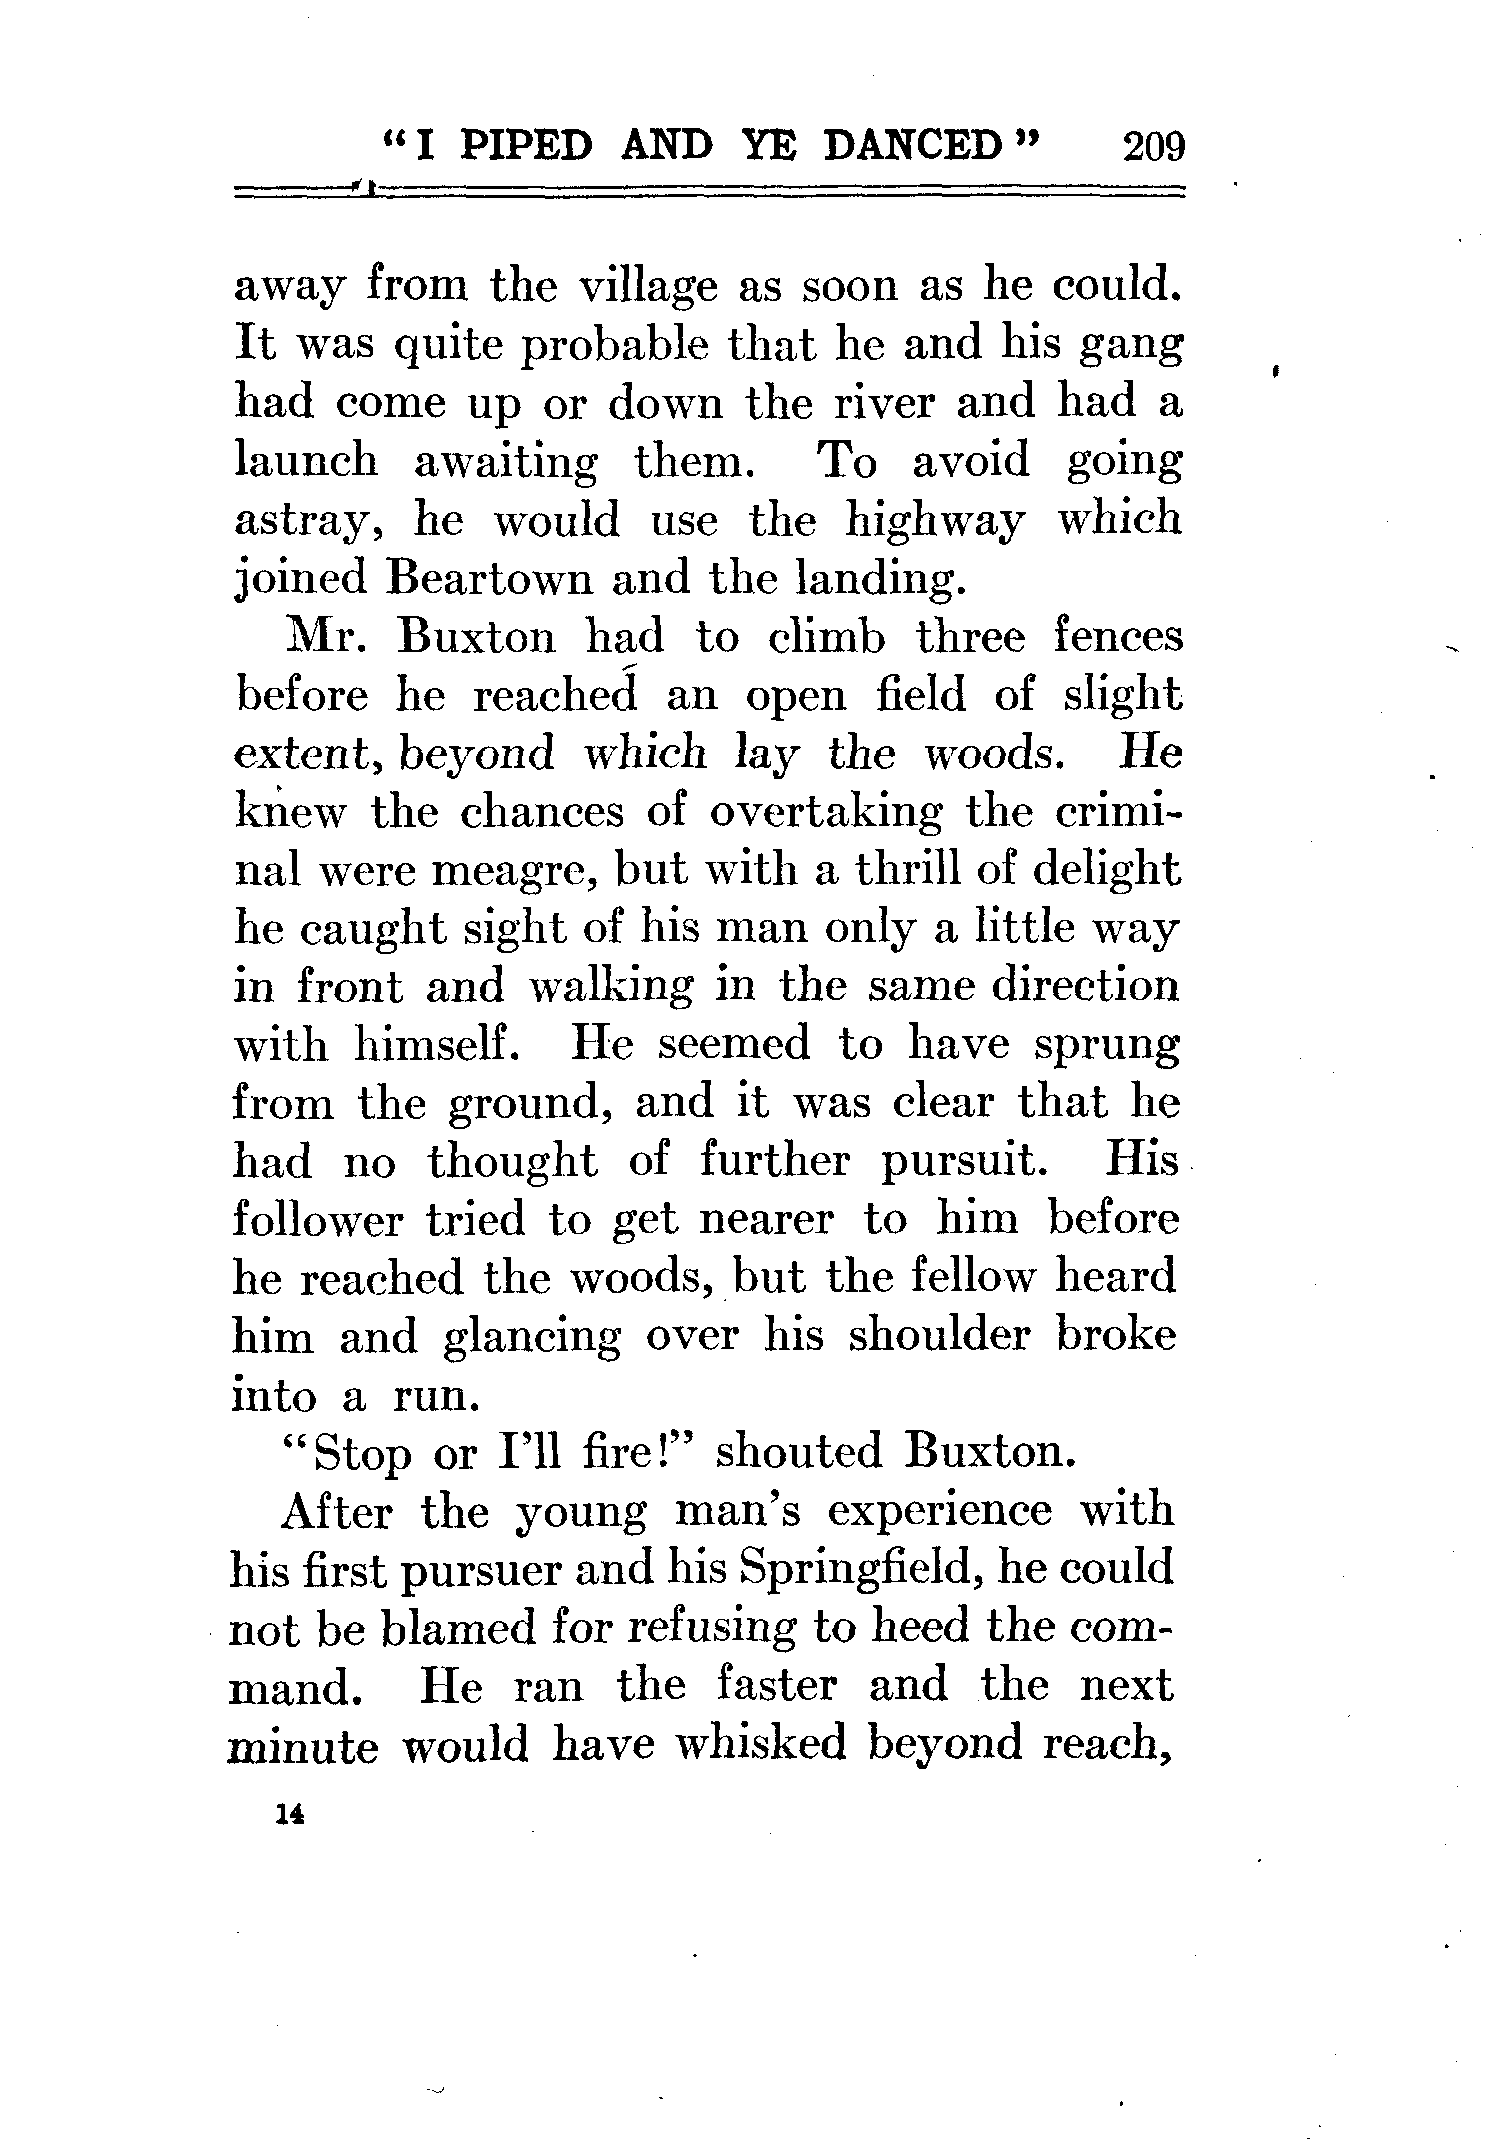 "I PIPED AND YE DANCED" 209
away from the village as soon as he could.
It was quite probable that he and his gang
had come up or down the river and had a
launch awaiting them. To avoid going
astray, he would use the highway which
joined Beartown and the landing.
Mr. Buxton had to climb three fences
before he reached an open field of slight
extent, beyond which lay the woods. He
knew the chances of overtaking the crimi-
nal were meagre, but with a thrill of delight
he caught sight of his man only a little way
in front and walking in the same direction
with himself. He seemed to have sprung
from the ground, and it was clear that he
had no thought of further pursuit. His
follower tried to get nearer to him before
he reached the woods, but the fellow heard
him and glancing over his shoulder broke
into a run.
"Stop or I'll fire!" shouted Buxton.
After the young man's experience with
his first pursuer and his Springfield, he could
not be blamed for refusing to heed the com-
mand. He ran the faster and the next
minute would have whisked beyond reach,
14